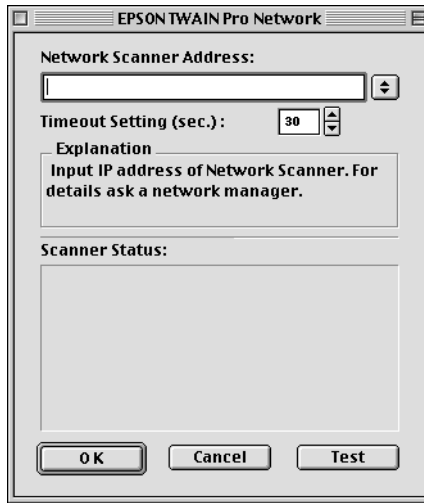 EPSON TWAIN Pro Network
Network Scanner Address:
Timeout Setting (sec.) : 30
Explanation
Input IP address of Network Scanner. For
details ask a network manager.
Scanner Status:
OK Cancel Test